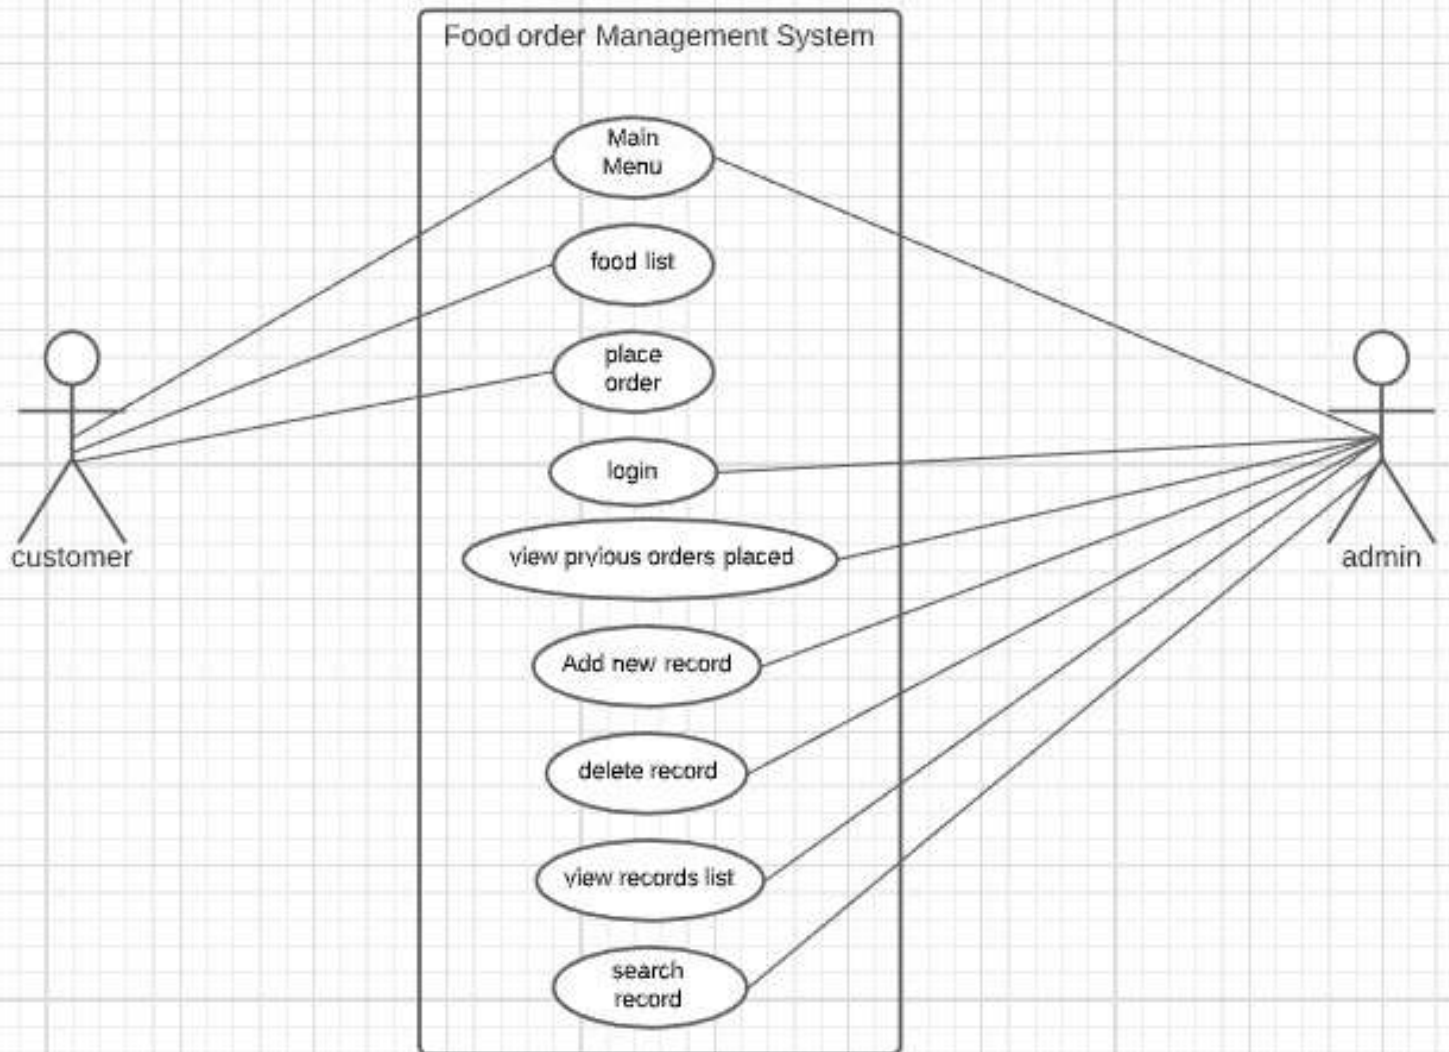 Food order Management System
Main
Menu
food list
place
order
login
view prvious orders placed
Add new record
delete record
view records list
search
record
customer
admin